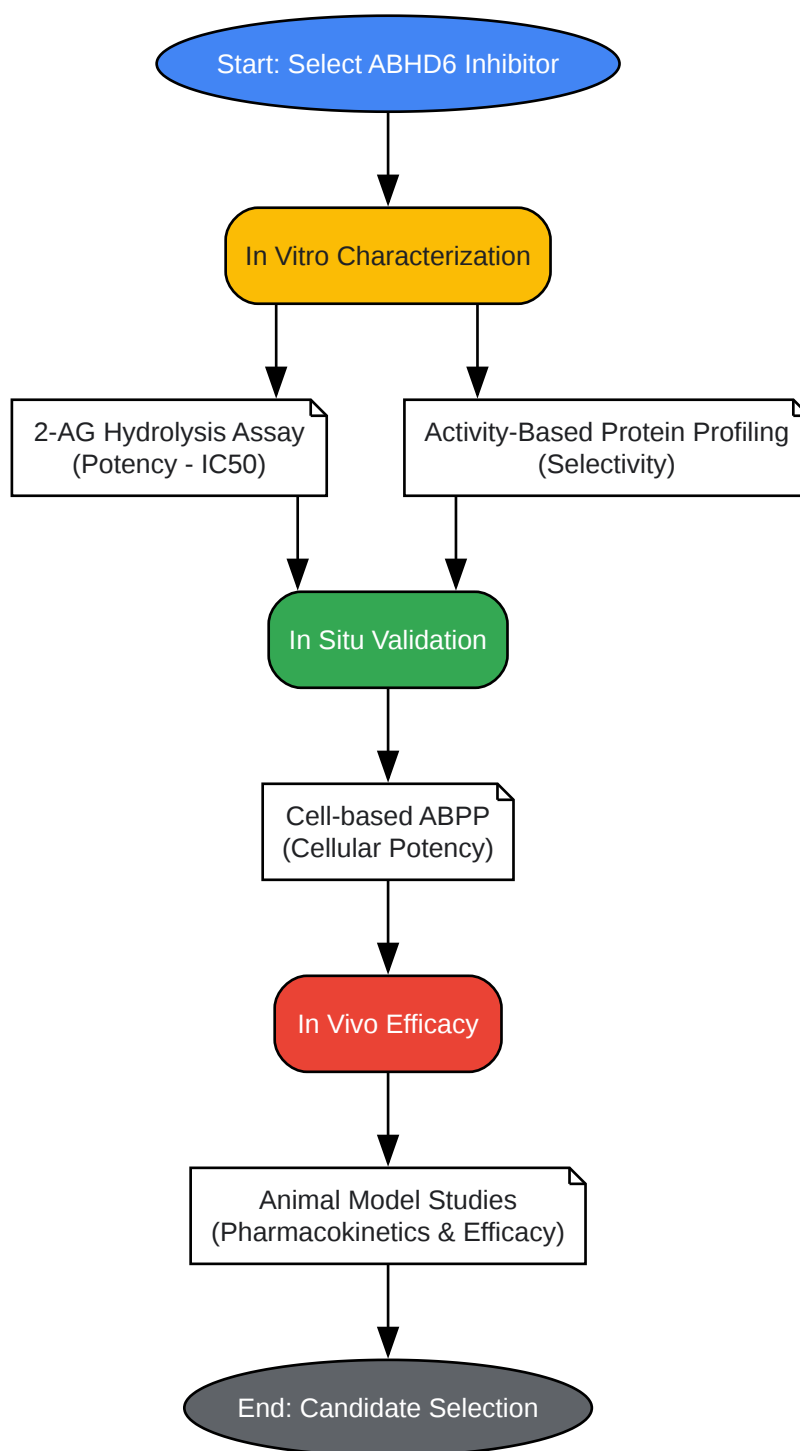 Start: Select ABHD6 Inhibitor
In Vitro Characterization
2-AG Hydrolysis Assay
(Potency - IC50)
Activity-Based Protein Profiling
(Selectivity)
In Situ Validation
Cell-based ABPP
(Cellular Potency)
In Vivo Efficacy
Animal Model Studies
(Pharmacokinetics & Efficacy)
End: Candidate Selection